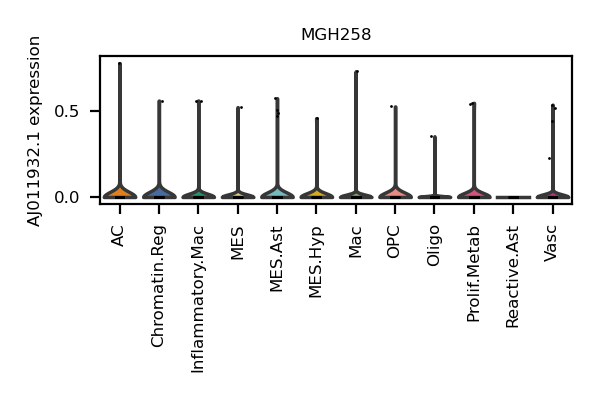 MGH258
AJ011932.1 expression
0.5
0.0
AC
Chromatin.Reg
Inflammatory.Mac
MES
MES.Ast
MES.Hyp
Mac
OPC
Oligo
Prolif.Metab
Reactive.Ast
Vasc